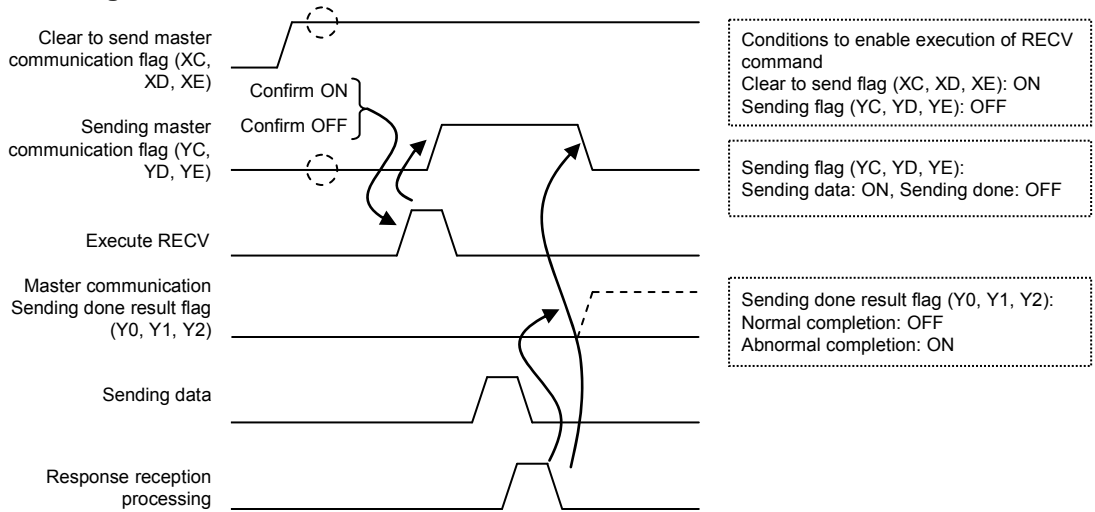 Clear to send master
communication flag (XC,
XD, XE)
Confirm ON
Confirm OFF
Sending master
communication flag (YC,
YD, YE)
Execute RECV
Master communication
Sending done result flag
(Y0, Y1, Y2)
Sending data
Response reception
processing
Conditions to enable execution of RECV
command
Clear to send flag (XC, XD, XE): ON
Sending flag (YC, YD, YE): OFF
Sending flag (YC, YD, YE):
Sending data: ON, Sending done: OFF
Sending done result flag (Y0, Y1, Y2):
Normal completion: OFF
Abnormal completion: ON